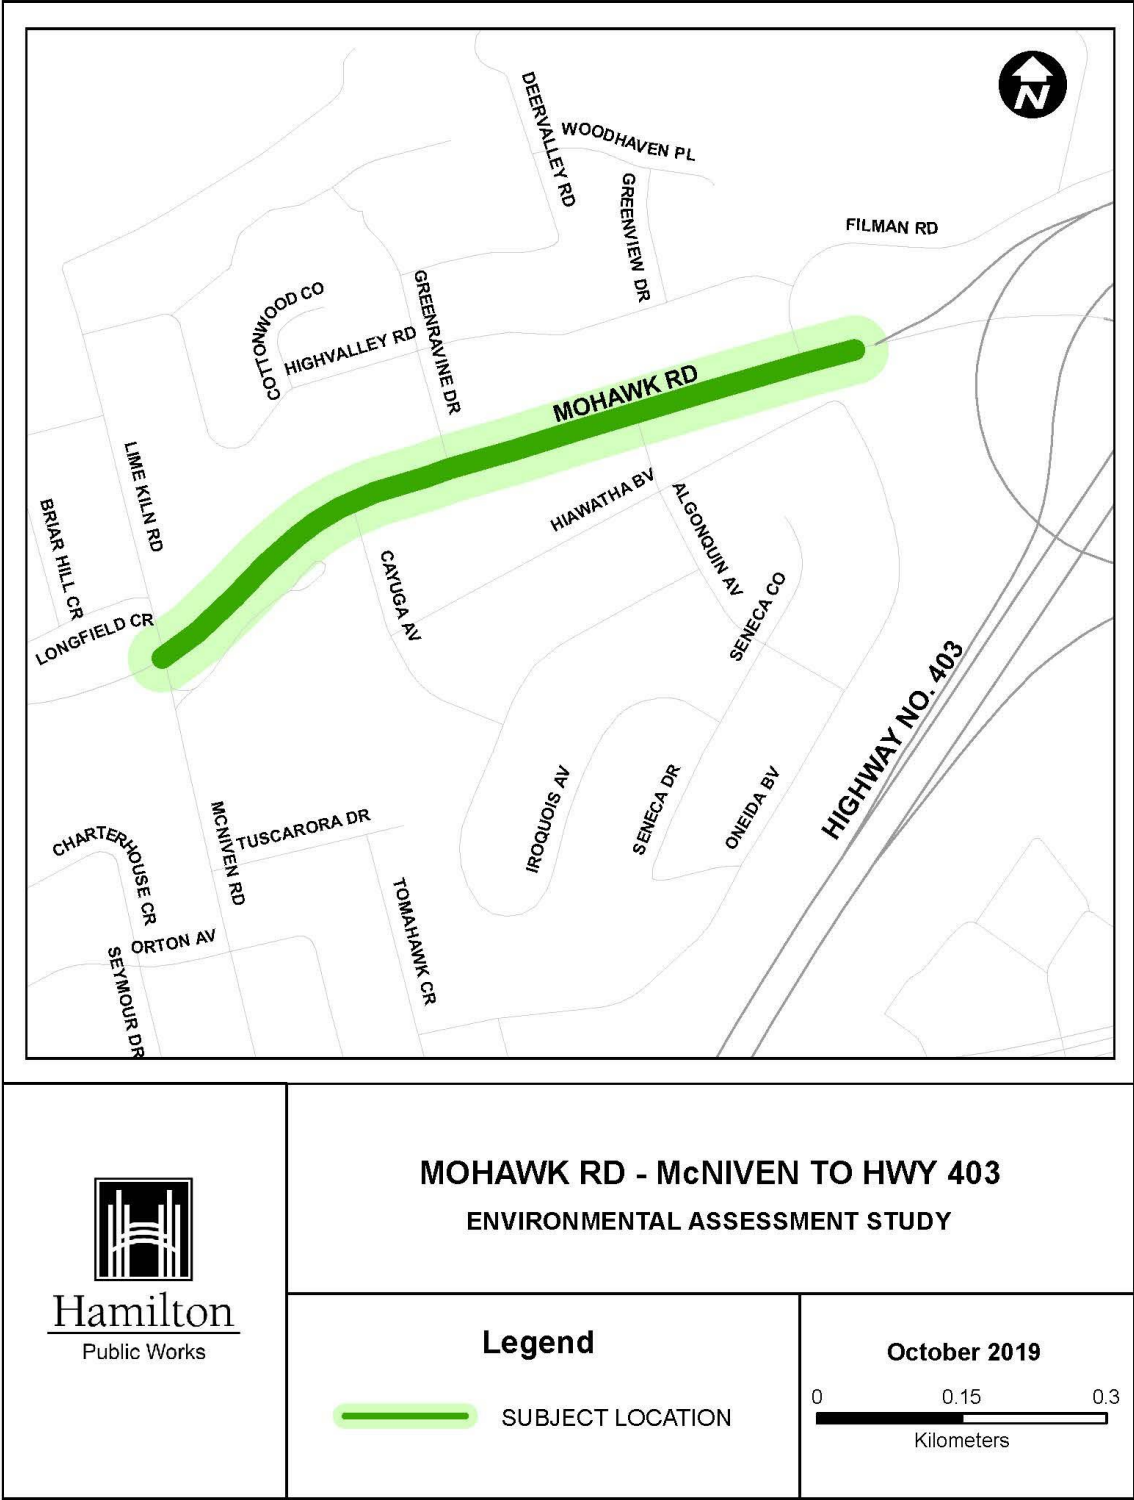 N
DEERVALLEY RD
WOODHAVEN PL
GREENVIEW DR
FILMAN RD
COTTONWOOD CO
HIGHVALLEY RD
GREENRAVINE DR
MOHAWK RD
LIME KILN RD
BRIAR HILL CR
LONGFIELD CR
CAYUGA AV
HIAWATHA BV
ALGONQUIN AV
SENECA CO
HIGHWAY NO. 403
IROQUOIS AV
SENECA DR
ONEIDA BV
MCNIVEN RD
TUSCARORA DR
CHARTERHOUSE CR
TOMAHAWK CR
ORTON AV
SEYMOUR DR
Hamilton
Public Works
MOHAWK RD - McNIVEN TO HWY 403
ENVIRONMENTAL ASSESSMENT STUDY
Legend
SUBJECT LOCATION
October 2019
0 0.15 0.3
Kilometers